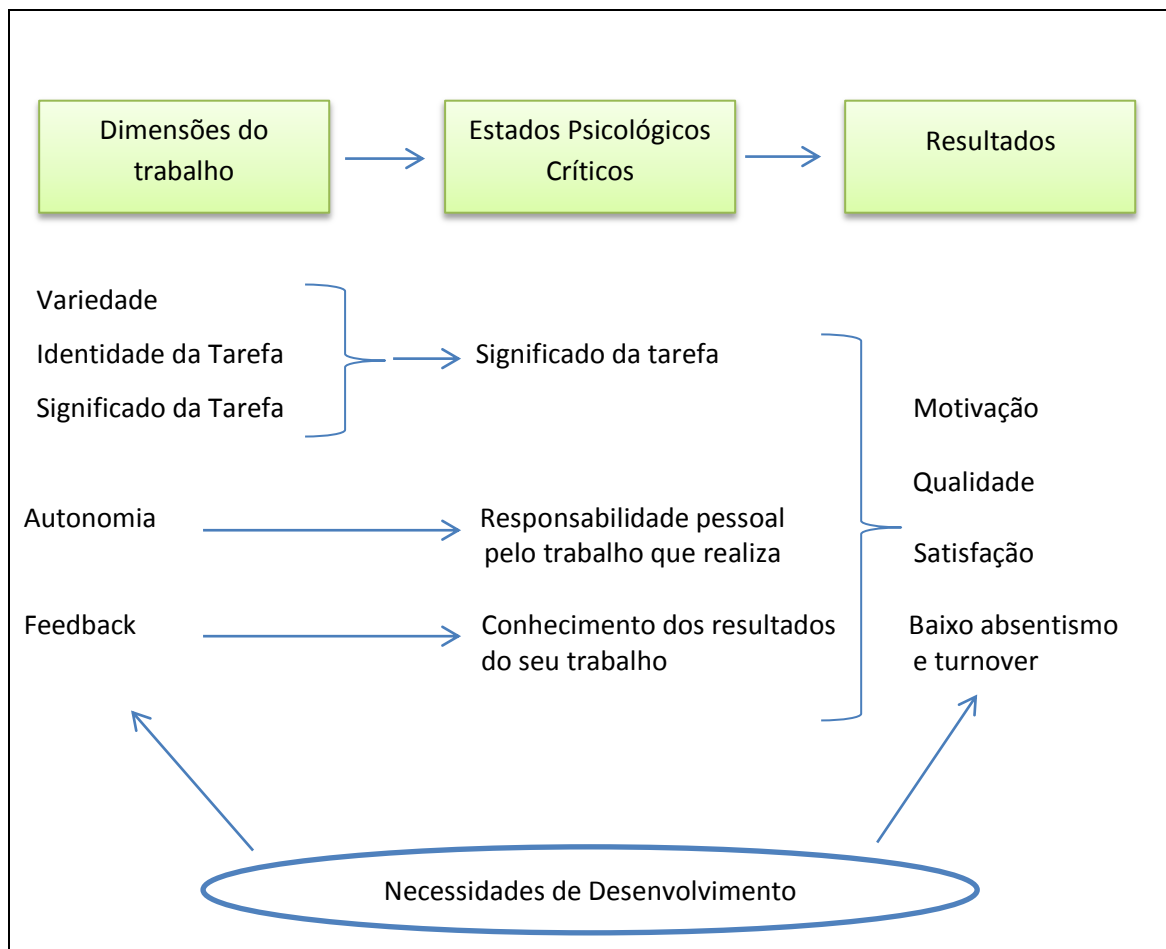 Dimensões do
trabalho
Estados Psicológicos
Críticos
Resultados
Variedade
Identidade da Tarefa
Significado da Tarefa
Significado da tarefa
Autonomia
Responsabilidade pessoal
pelo trabalho que realiza
Feedback
Conhecimento dos resultados
do seu trabalho
Motivação
Qualidade
Satisfação
Baixo absentismo
e turnover
Necessidades de Desenvolvimento